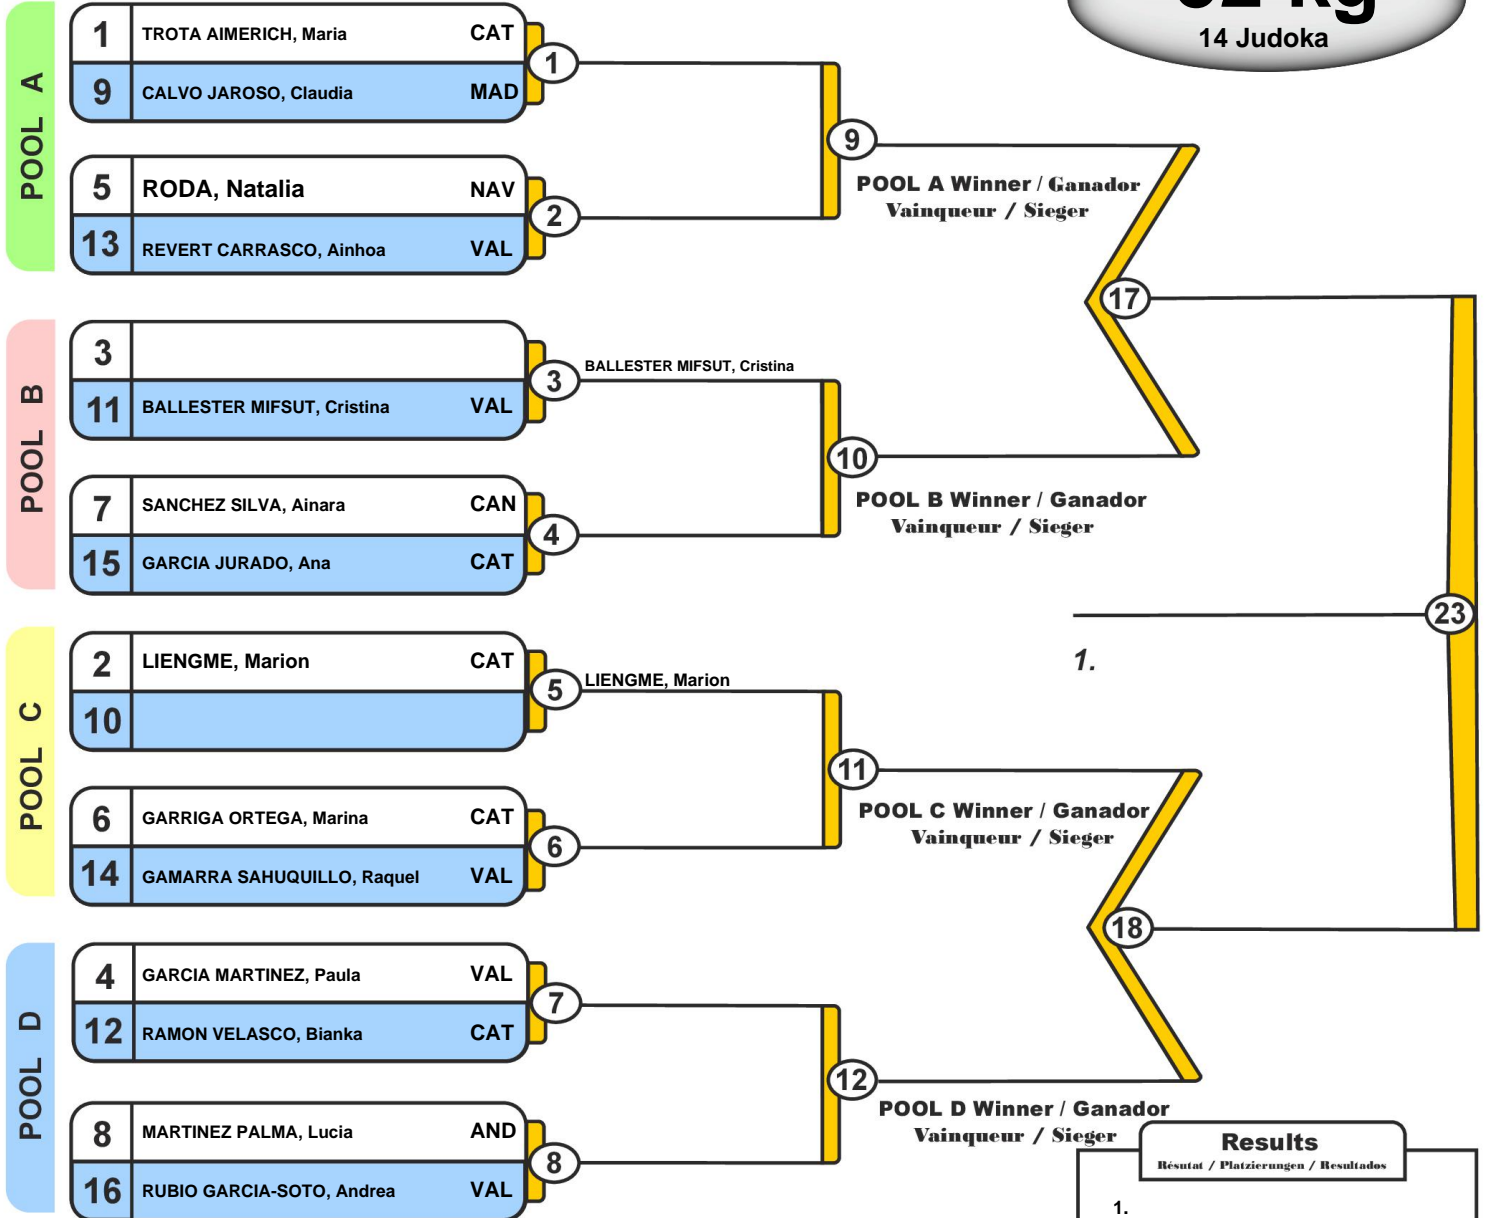 14 Judoka
POOL A
1 TROTA AIMERICH, Maria CAT
9 CALVO JAROSO, Claudia MAD
1
5 RODA, Natalia NAV
13 REVERT CARRASCO, Ainhoa VAL
2
9
POOL A Winner / Ganador
Vainqueur / Sieger
POOL B
3
11 BALLESTER MIFSUT, Cristina VAL
3
BALLESTER MIFSUT, Cristina
7 SANCHEZ SILVA, Ainara CAN
15 GARCIA JURADO, Ana CAT
4
10
POOL B Winner / Ganador
Vainqueur / Sieger
17
POOL C
2 LIENGME, Marion CAT
10
5
LIENGME, Marion
6 GARRIGA ORTEGA, Marina CAT
14 GAMARRA SAHUQUILLO, Raquel VAL
6
11
POOL C Winner / Ganador
Vainqueur / Sieger
POOL D
4 GARCIA MARTINEZ, Paula VAL
12 RAMON VELASCO, Bianka CAT
7
8 MARTINEZ PALMA, Lucia AND
16 RUBIO GARCIA-SOTO, Andrea VAL
8
12
POOL D Winner / Ganador
Vainqueur / Sieger
18
23
1.
Results
Résutat / Platzierungen / Resultados
1.